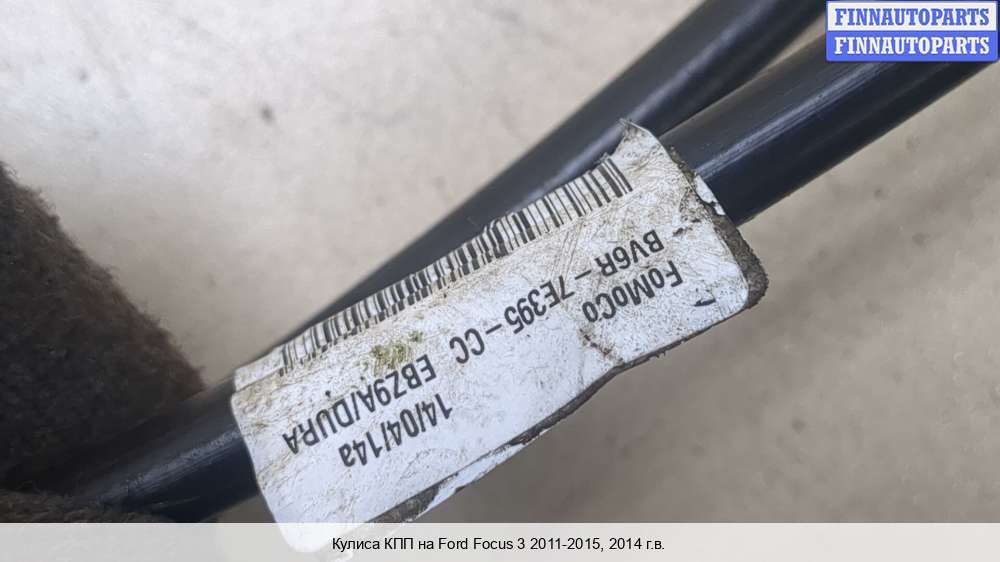 FINNAUTOPARTS
FINNAUTOPARTS
FoMoCo
BV6R-7E395-CC EBZ9A/DURA
14/04/14a
Кулиса КПП на Ford Focus 3 2011-2015, 2014 г.в.